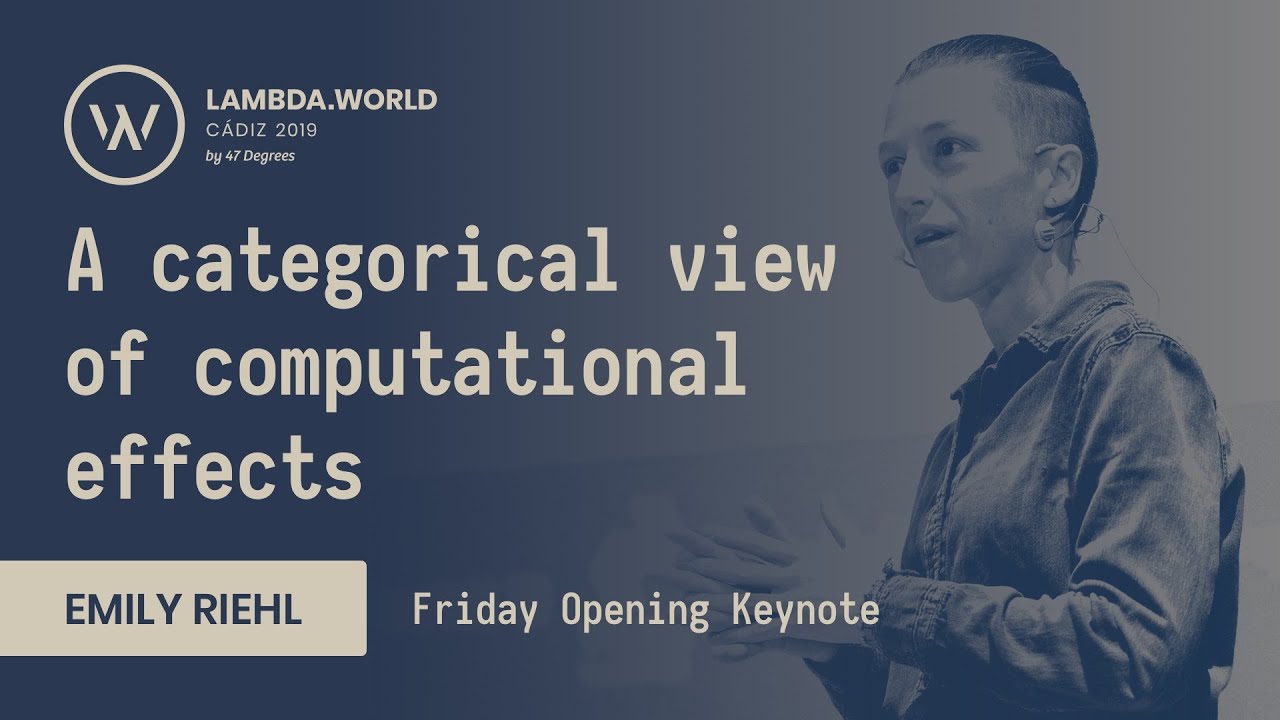 LAMBDA.WORLD
CÁDIZ 2019
by 47 Degrees
A categorical view
of computational
effects
EMILY RIEHL
Friday Opening Keynote